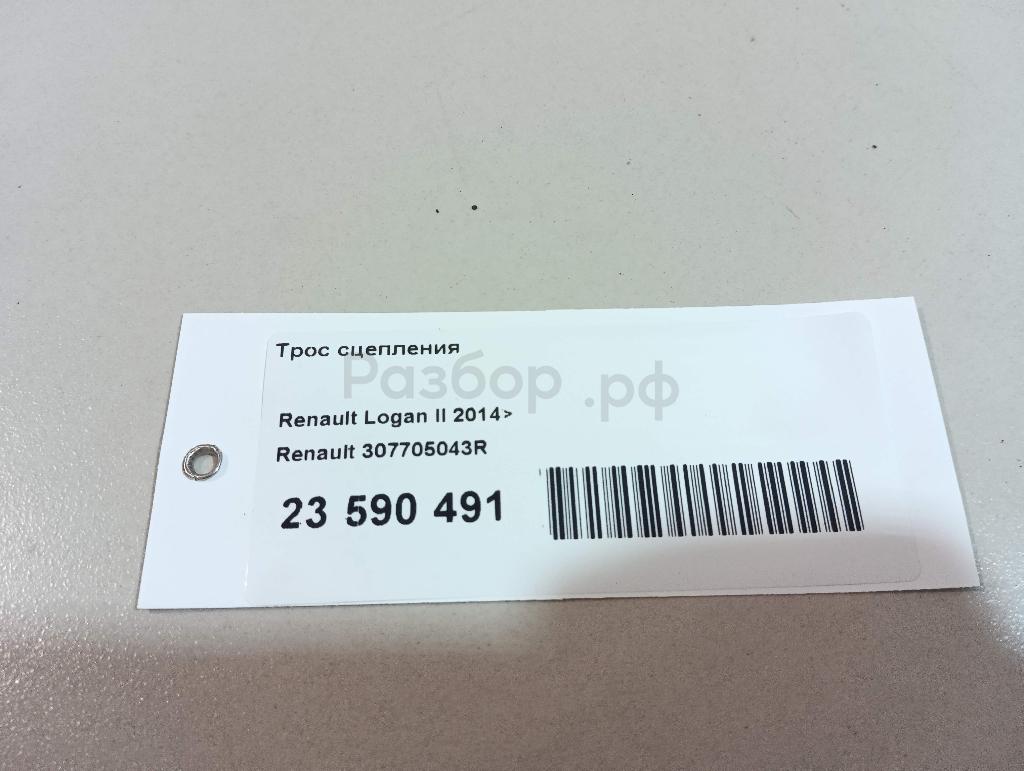 Трос сцепления
Разбор.рф
Renault Logan II 2014>
Renault 307705043R
23 590 491